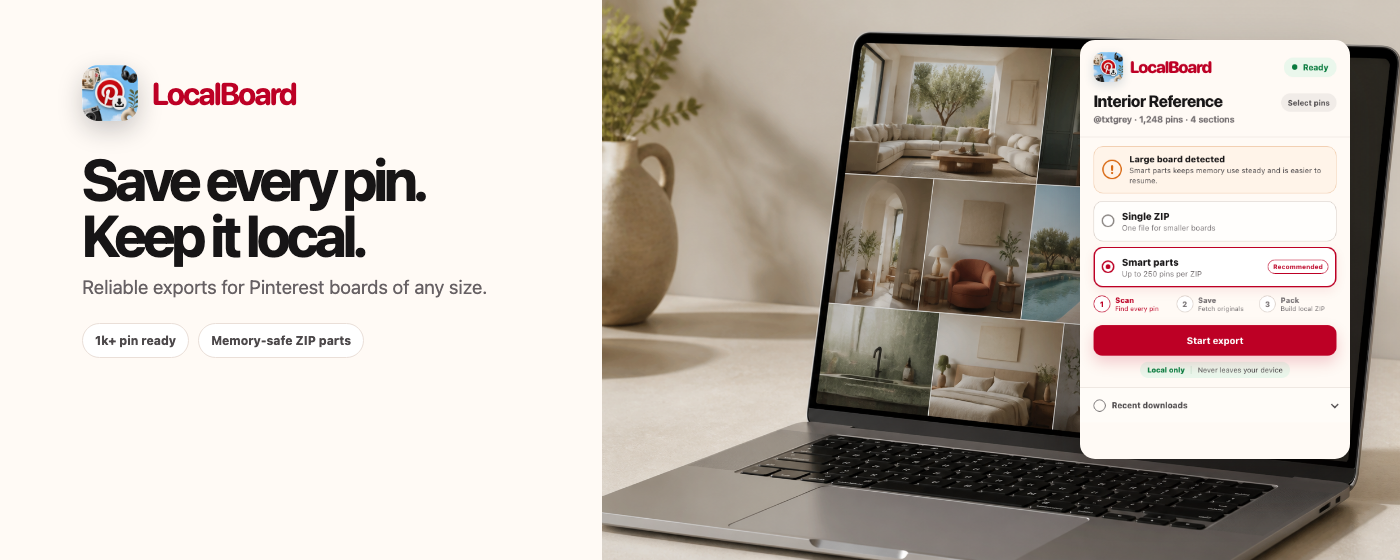 LocalBoard
Save every pin.
Keep it local.
Reliable exports for Pinterest boards of any size.
1k+ pin ready
Memory-safe ZIP parts
LocalBoard
Ready
Interior Reference
Select pins
@txtgrey · 1,248 pins · 4 sections
Large board detected
Smart parts keeps memory use steady and is easier to
resume.
Single ZIP
One file for smaller boards
Smart parts
Up to 250 pins per ZIP
Recommended
1 Scan
Find every pin
2 Save
Fetch originals
3 Pack
Build local ZIP
Start export
Local only | Never leaves your device
Recent downloads